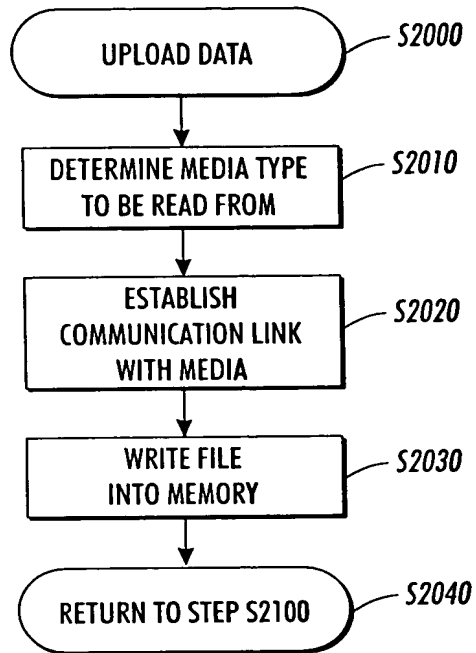 UPLOAD DATA
S2000
DETERMINE MEDIA TYPE
TO BE READ FROM
S2010
ESTABLISH
COMMUNICATION LINK
WITH MEDIA
S2020
WRITE FILE
INTO MEMORY
S2030
RETURN TO STEP S2100
S2040